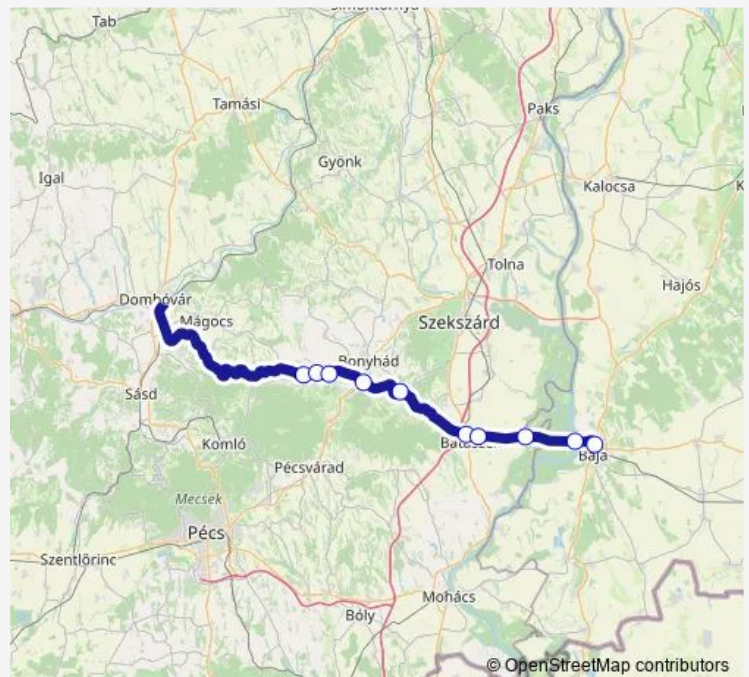 Tab
Tamási
Paks
Gyönk
Igal
Kalocsa
Tolna
Hajós
Dombóvár
Mágocs
Szekszárd
Bonyhád
Sásd
Komló
Baja
Pécsvárad
Mecsek
Pécs
Szentlőrinc
Mohács
Bóly
© OpenStreetMap contributors